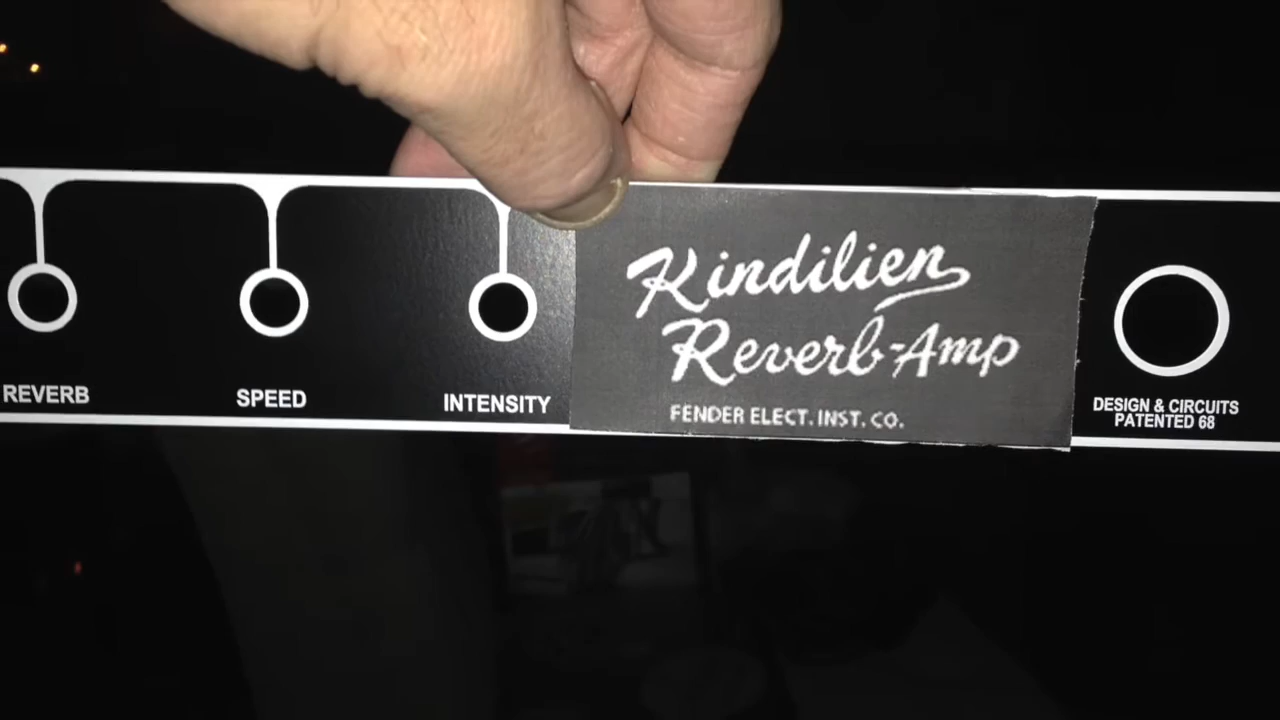 REVERB
SPEED
INTENSITY
Kindilien
Reverb-Amp
FENDER ELECT. INST. CO.
DESIGN & CIRCUITS
PATENTED 68